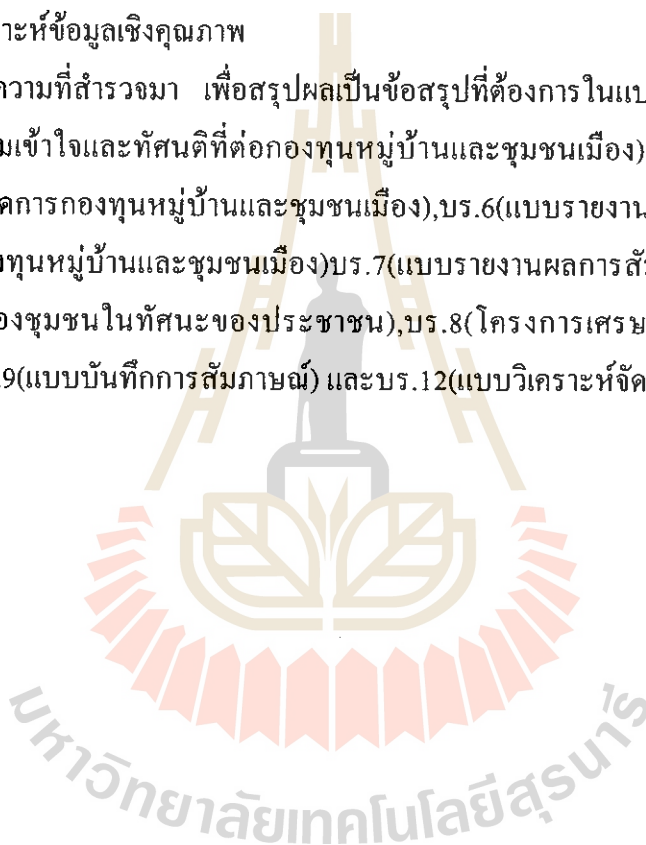 าะห์ข้อมูลเชิงคุณภาพ
ความที่สำรวจมา เพื่อสรุปผลเป็นข้อสรุปที่ต้องการในแบ
มเข้าใจและทัศนติที่ต่อกองทุนหมู่บ้านและชุมชนเมือง)
ดการกองทุนหมู่บ้านและชุมชนเมือง),บร.6(แบบรายงาน
งทุนหมู่บ้านและชุมชนเมือง)บร.7(แบบรายงานผลการสัม
องชุมชนในทัศนะของประชาชน),บร.8(โครงการเศรษ
.9(แบบบันทึกการสัมภาษณ์) และบร.12(แบบวิเคราะห์จัด
มหาวิทยาลัยเทคโนโลยีสุรนารี